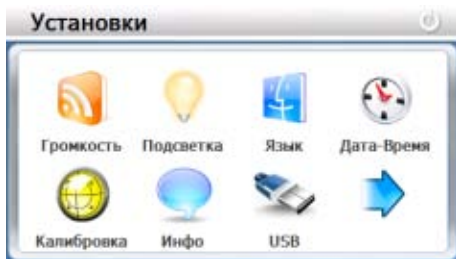 Установки
Громкость Подсветка Язык Дата-Время
Калибровка Инфо USB